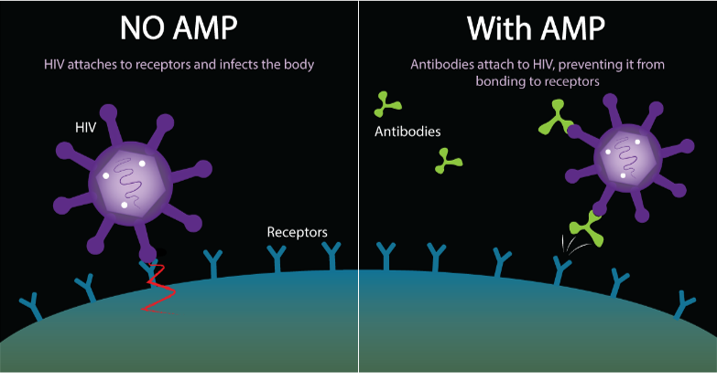 NO AMP
HIV attaches to receptors and infects the body
HIV
Receptors
With AMP
Antibodies attach to HIV, preventing it from
bonding to receptors
Antibodies